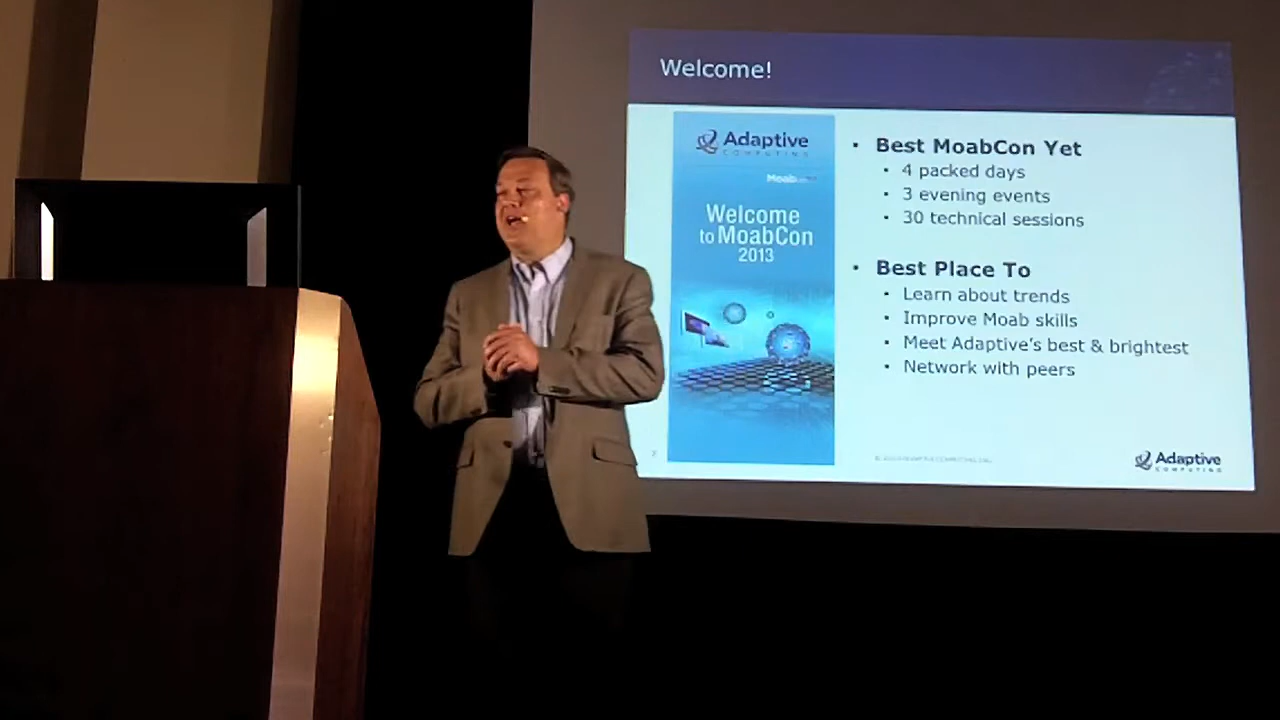 Welcome!
Adaptive
COMPUTING
Moab
Welcome
to MoabCon
2013
Best MoabCon Yet
4 packed days
3 evening events
30 technical sessions
Best Place To
Learn about trends
Improve Moab skills
Meet Adaptive's best & brightest
Network with peers
Adaptive
COMPUTING